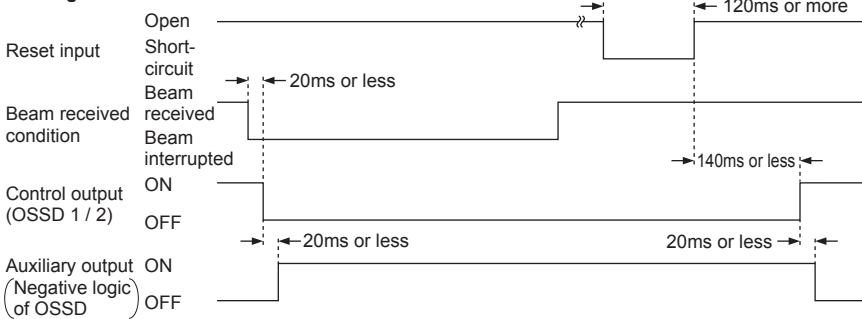 120ms or more
Open
Reset input
Short-
circuit
20ms or less
Beam
received
Beam received
condition
Beam
interrupted
140ms or less
Control output
(OSSD 1 / 2)
ON
OFF
20ms or less
20ms or less
Auxiliary output
ON
(Negative logic
of OSSD)
OFF